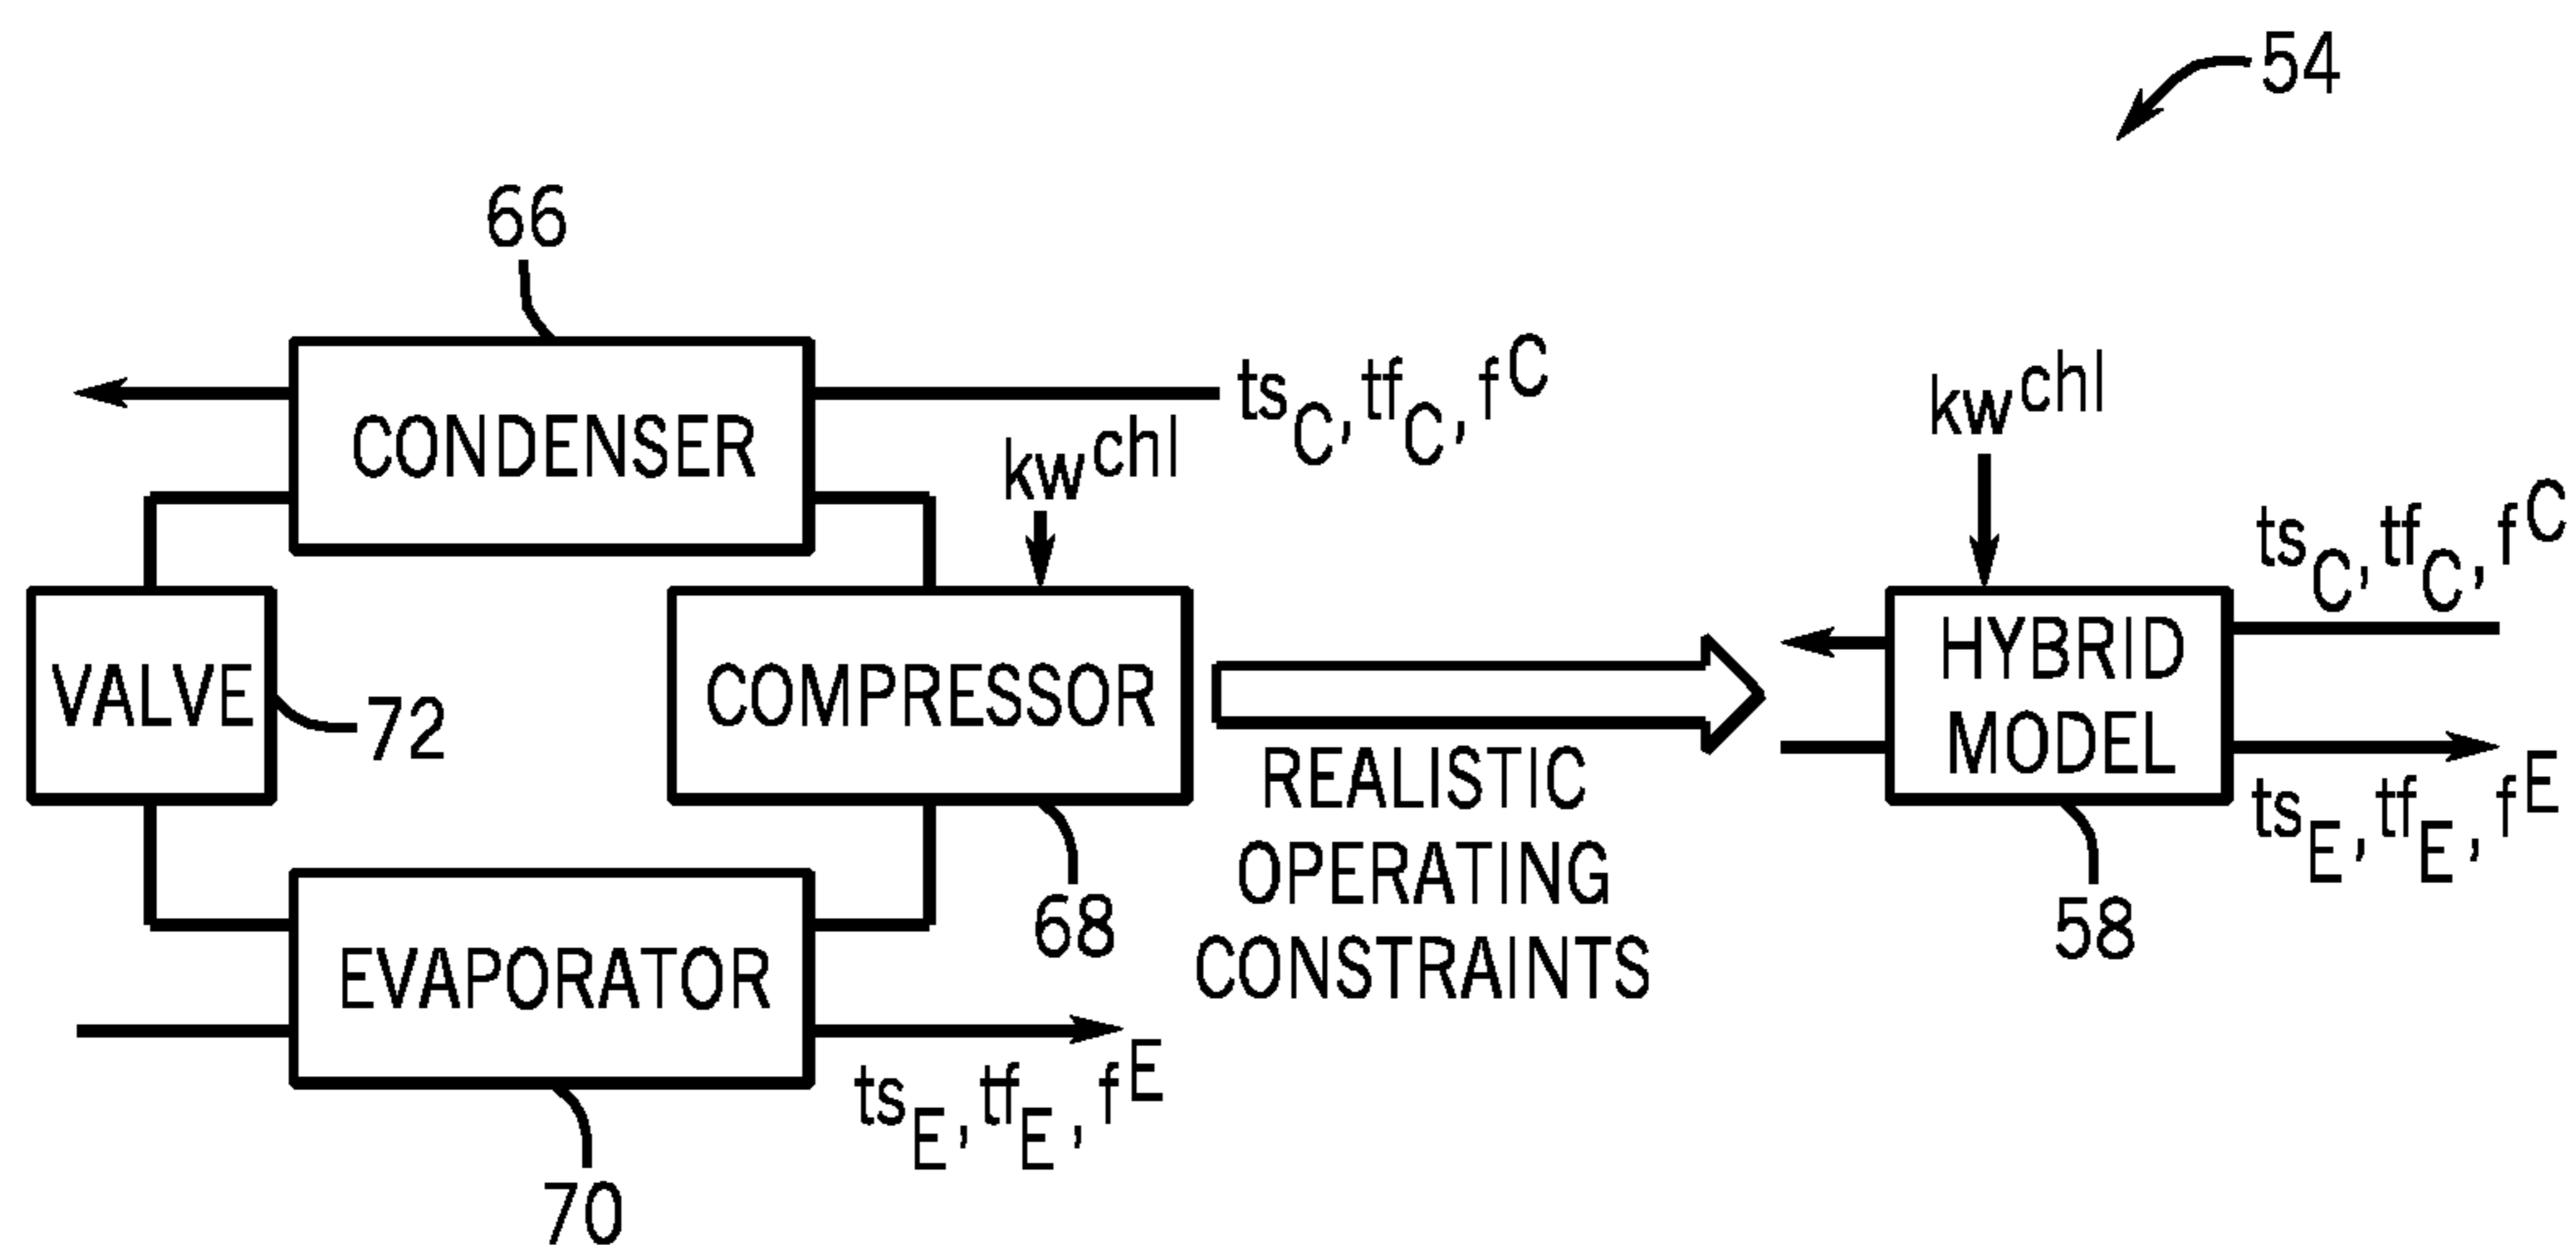 54
66
ts_C, tf_C, f^C
CONDENSER
kw^chl
kw^chl
ts_C, tf_C, f^C
VALVE
72
COMPRESSOR
HYBRID
MODEL
REALISTIC
OPERATING
CONSTRAINTS
ts_E, tf_E, f^E
68
58
EVAPORATOR
ts_E, tf_E, f^E
70